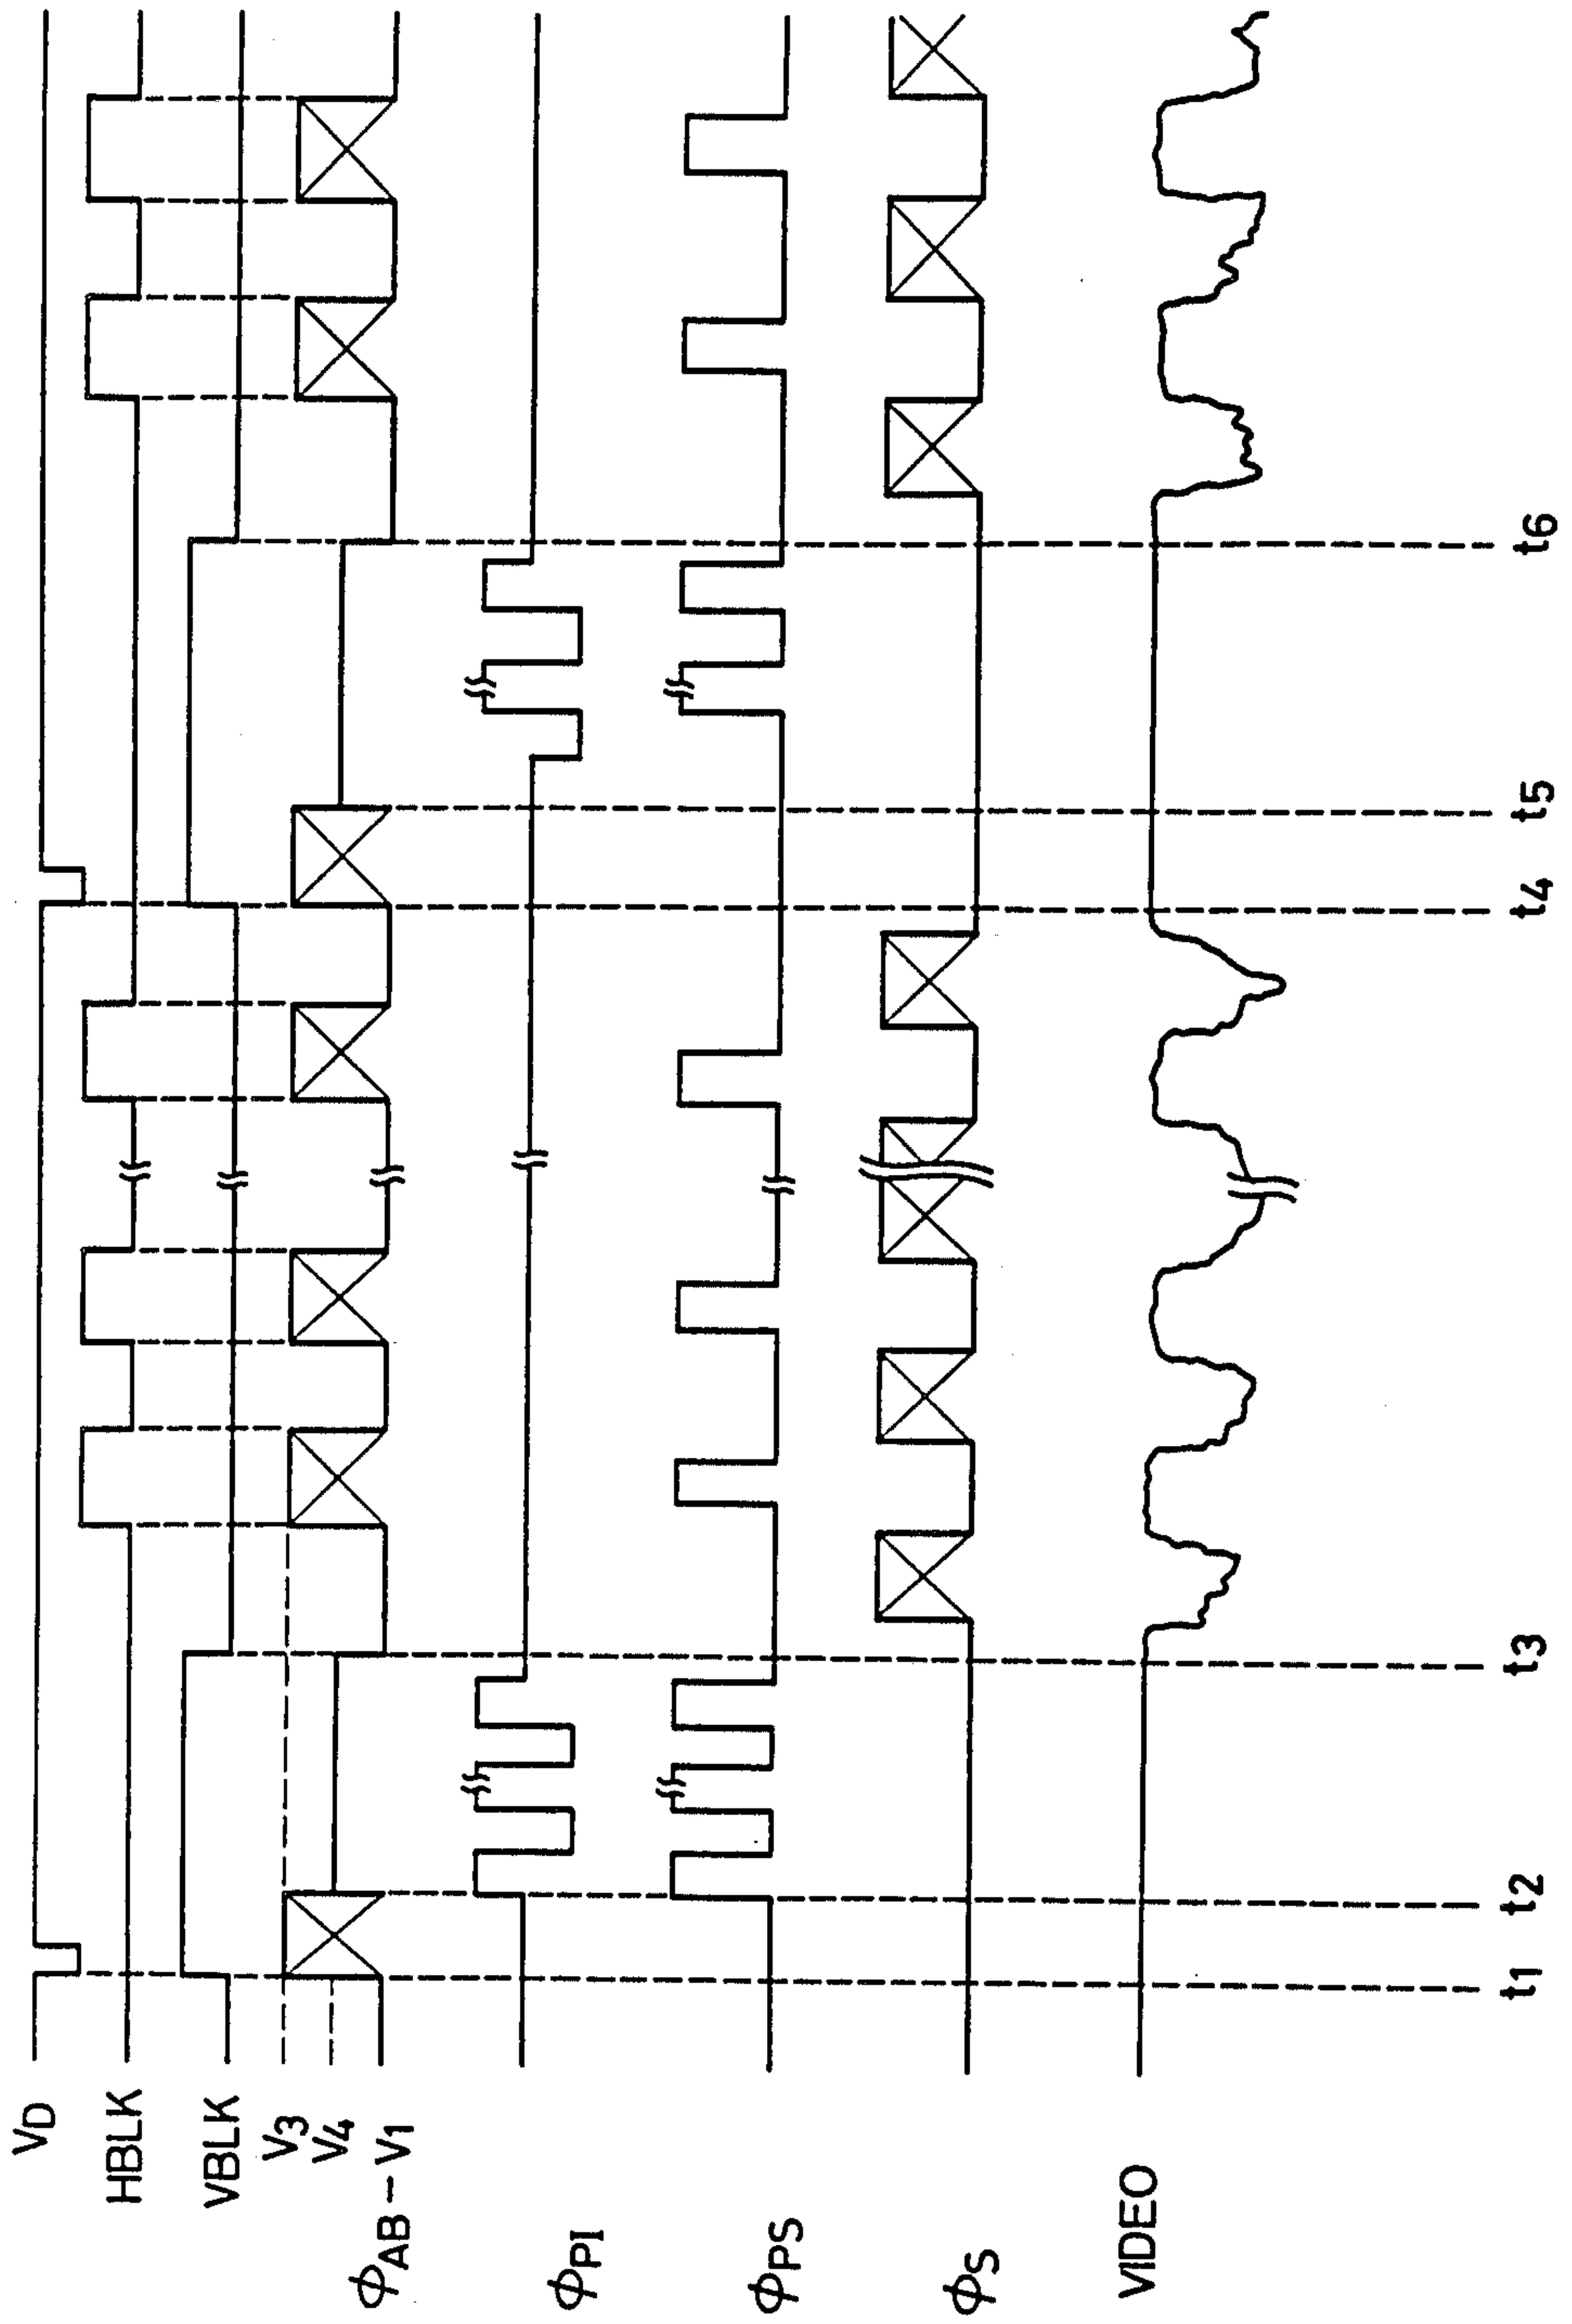 VD
HBLK
VBLK
V3
V4
ϕAB – V1
ϕPI
ϕPS
ϕS
VIDEO
t1 t2 t3 t4 t5 t6